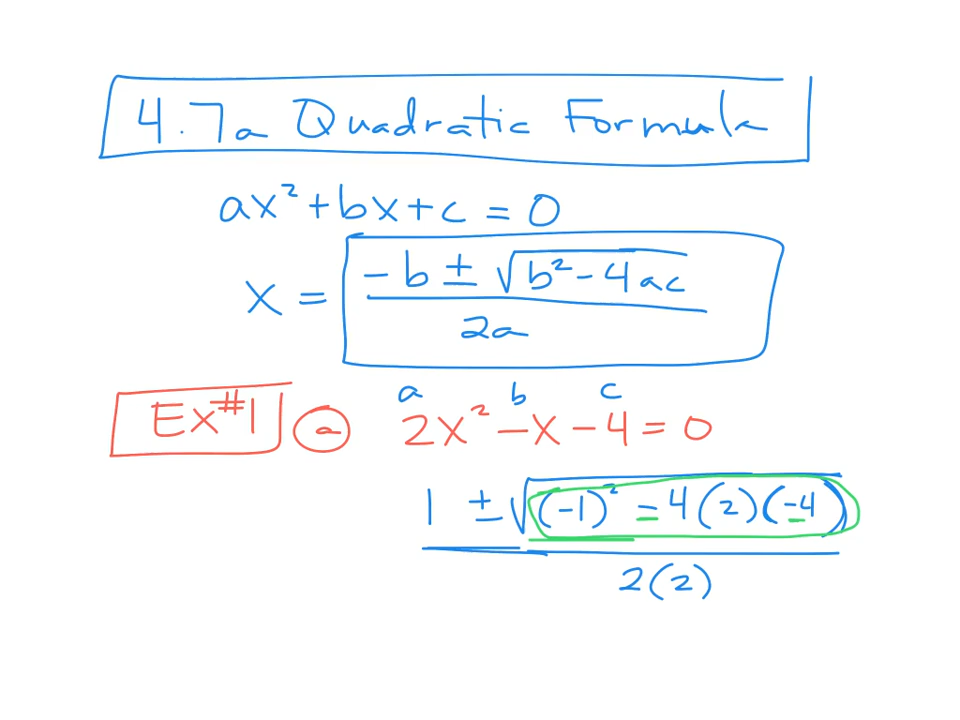 4.7a Quadratic Formula
ax² + bx + c = 0
x = (-b ± √(b² - 4ac)) / 2a
a b c
Ex#1 a 2x² - x - 4 = 0
1 ± √((-1)² - 4(2)(-4))
2(2)